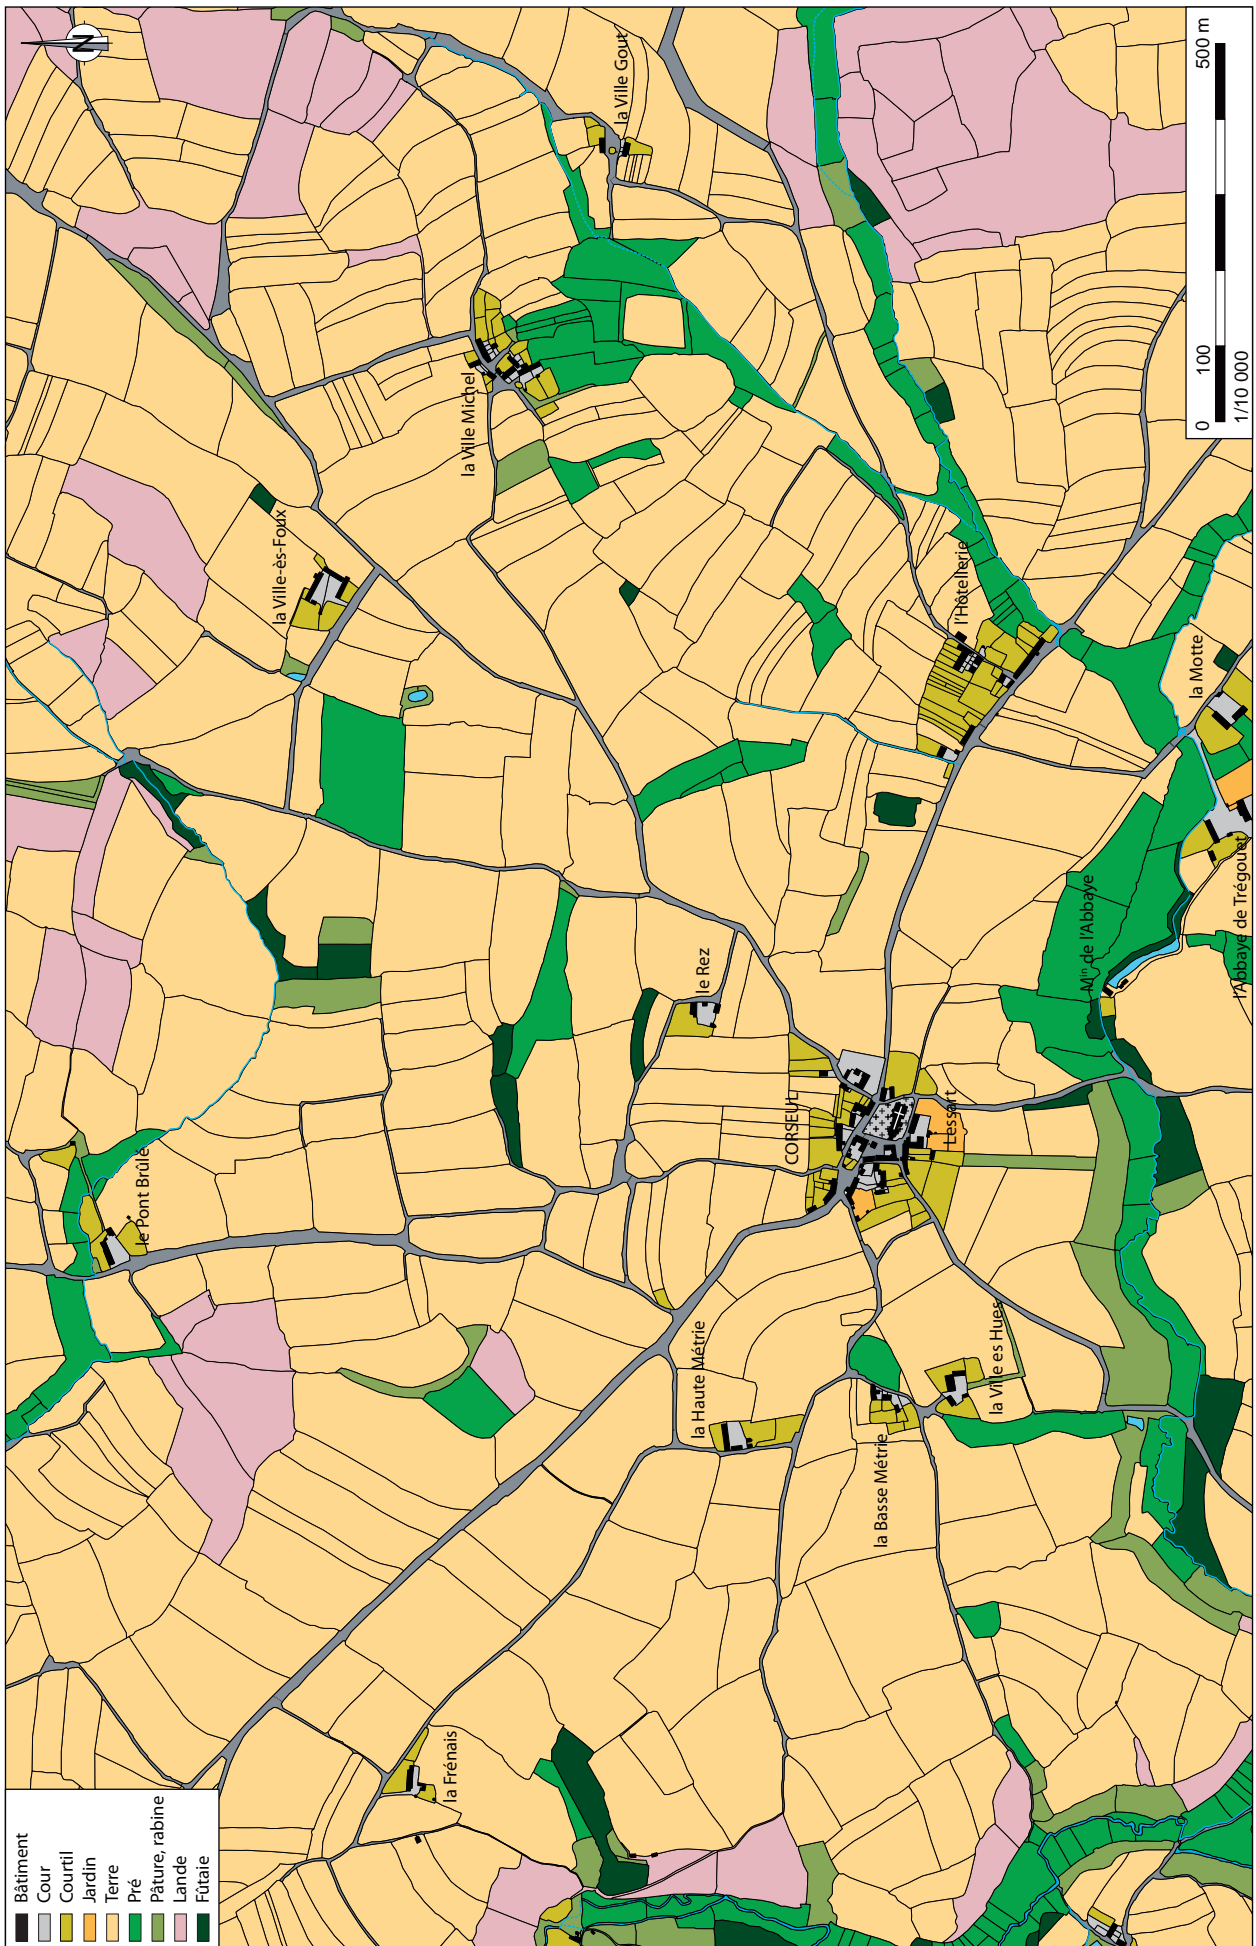 Bâtiment
Cour
Courtil
Jardin
Terre
Pré
Pâture, rabine
Lande
Futaie
le Pont Brûlé
la Ville-ès-Foux
N
la Frénais
la Ville Michel
la Ville Gout
la Haute Métrie
le Rez
CORSEUL
la Basse Métrie
Lessart
l'Hôtellerie
la Ville es Hues
Min de l'Abbaye
la Motte
l'Abbaye de Trégouet
0 100 500 m
1/10 000